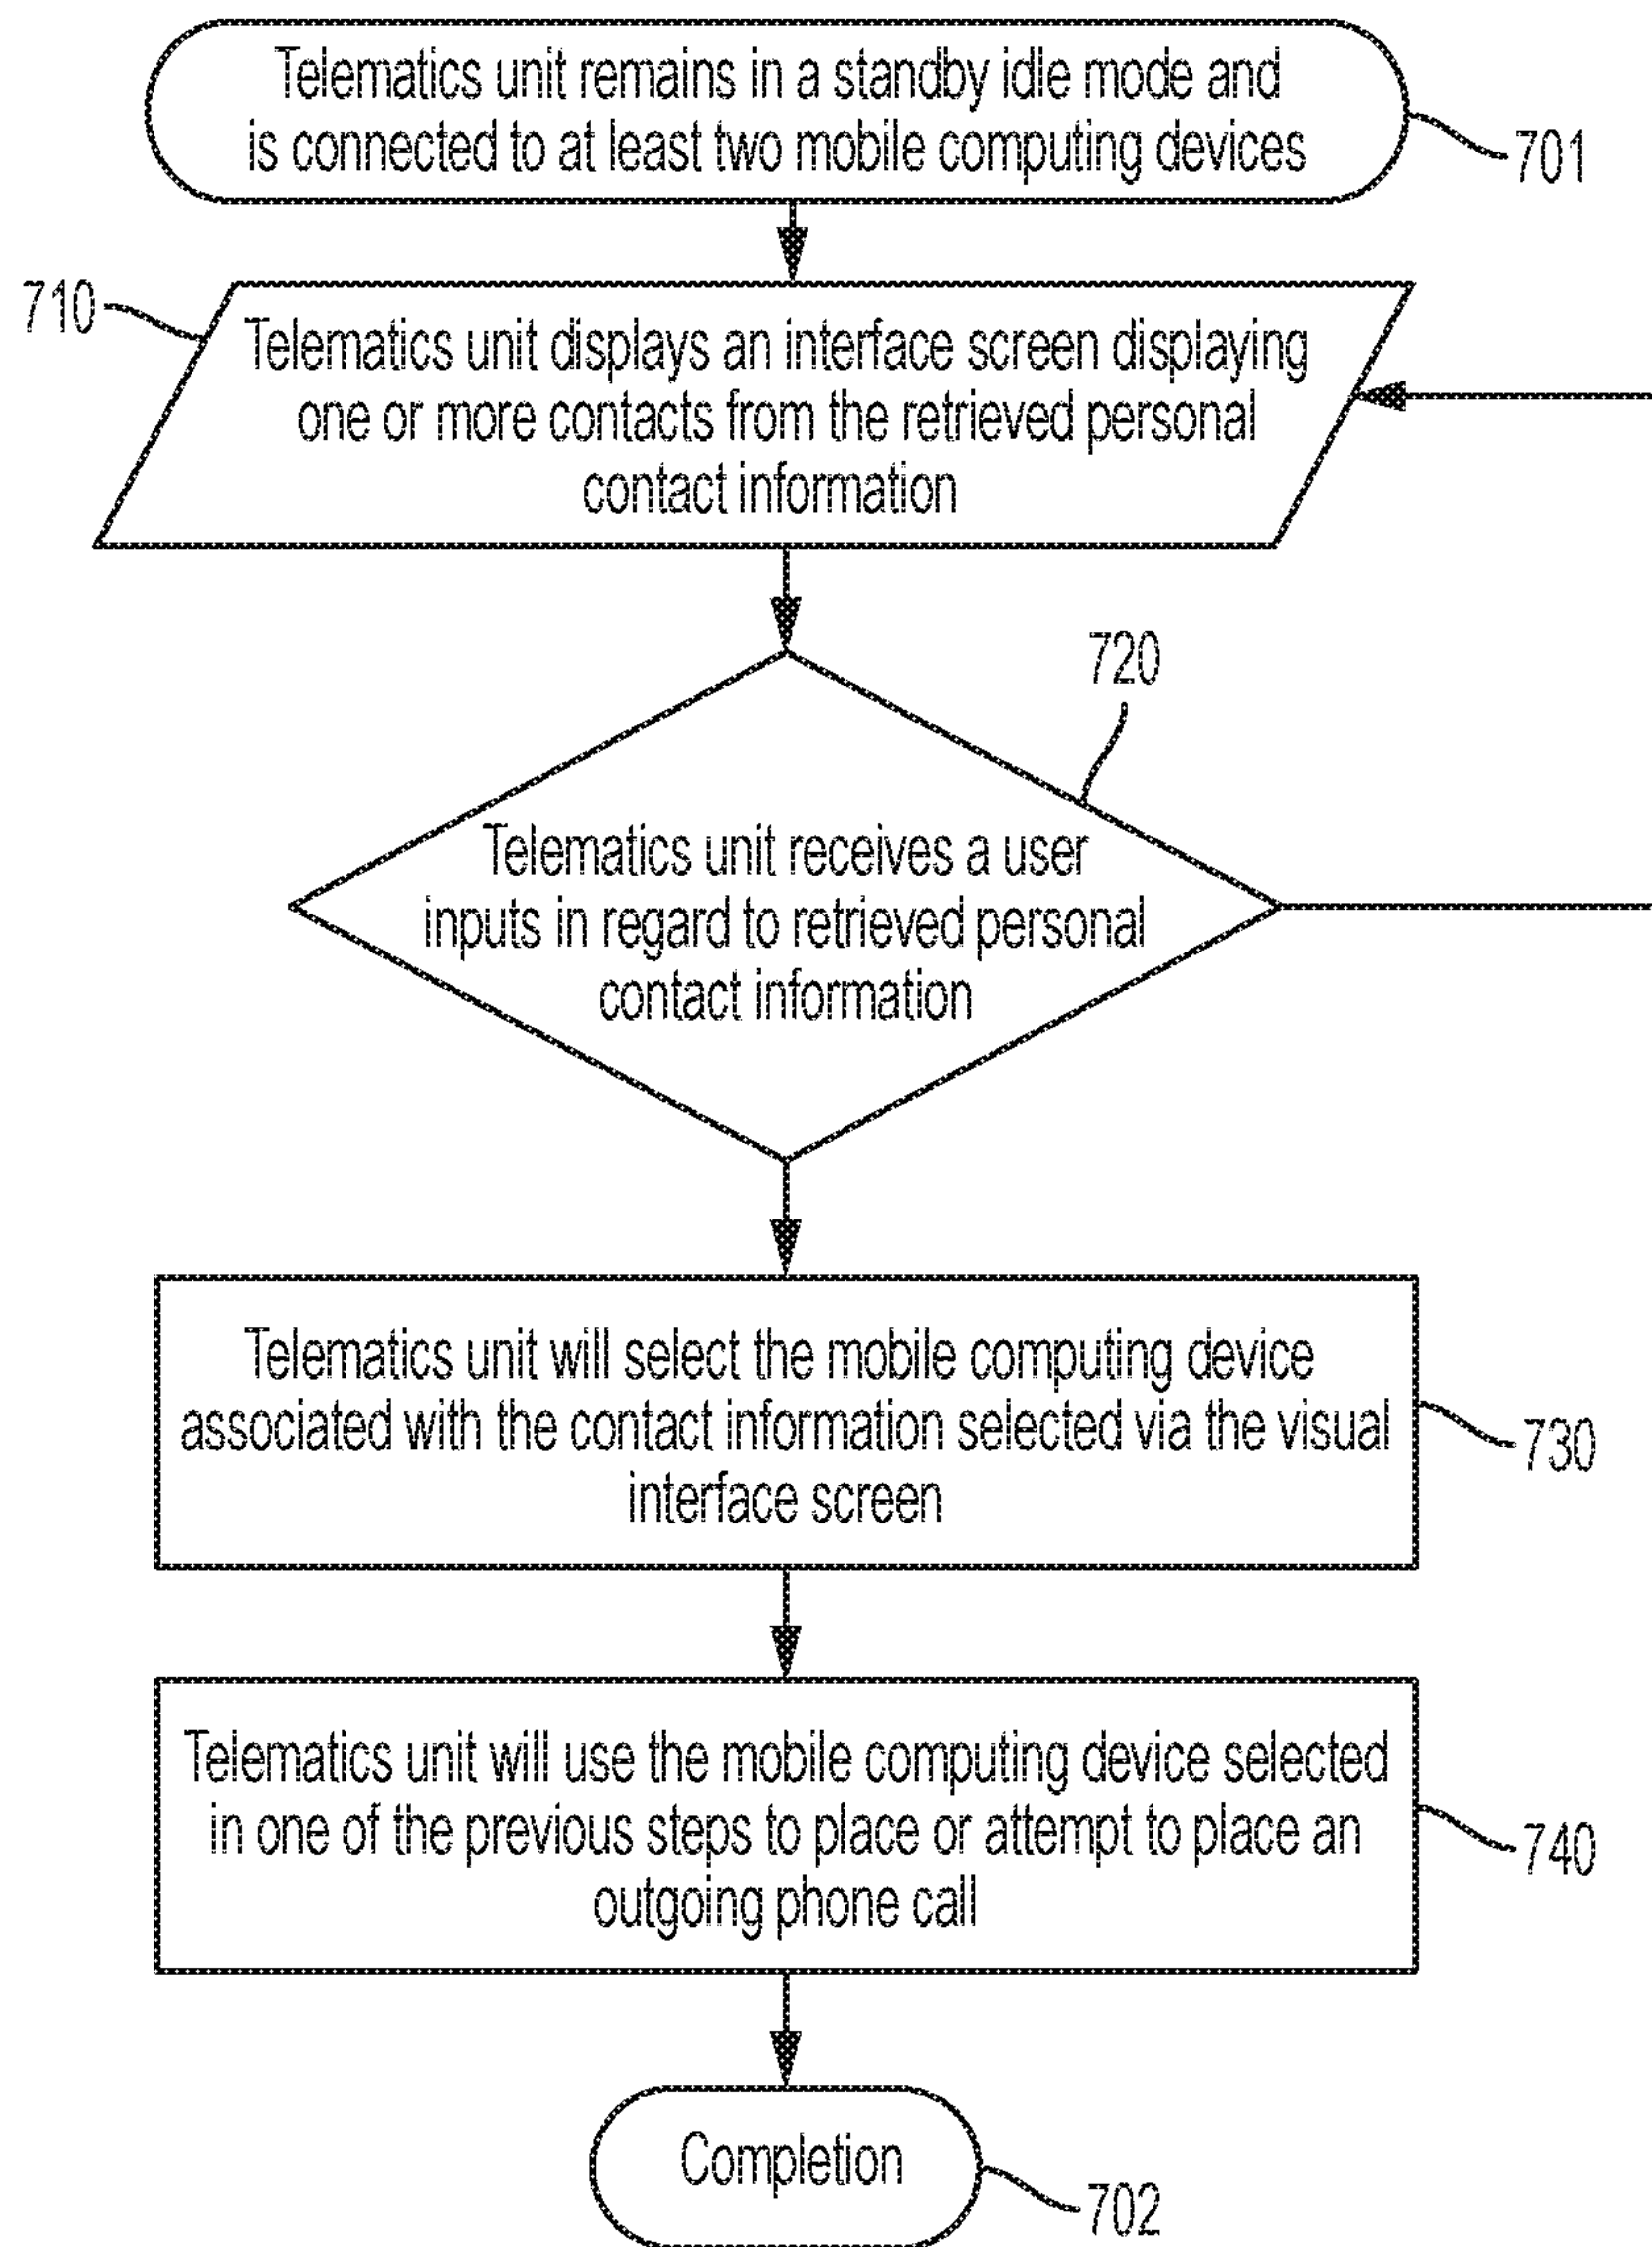 Telematics unit remains in a standby idle mode and
is connected to at least two mobile computing devices
701
710
Telematics unit displays an interface screen displaying
one or more contacts from the retrieved personal
contact information
720
Telematics unit receives a user
inputs in regard to retrieved personal
contact information
Telematics unit will select the mobile computing device
associated with the contact information selected via the visual
interface screen
730
Telematics unit will use the mobile computing device selected
in one of the previous steps to place or attempt to place an
outgoing phone call
740
Completion
702